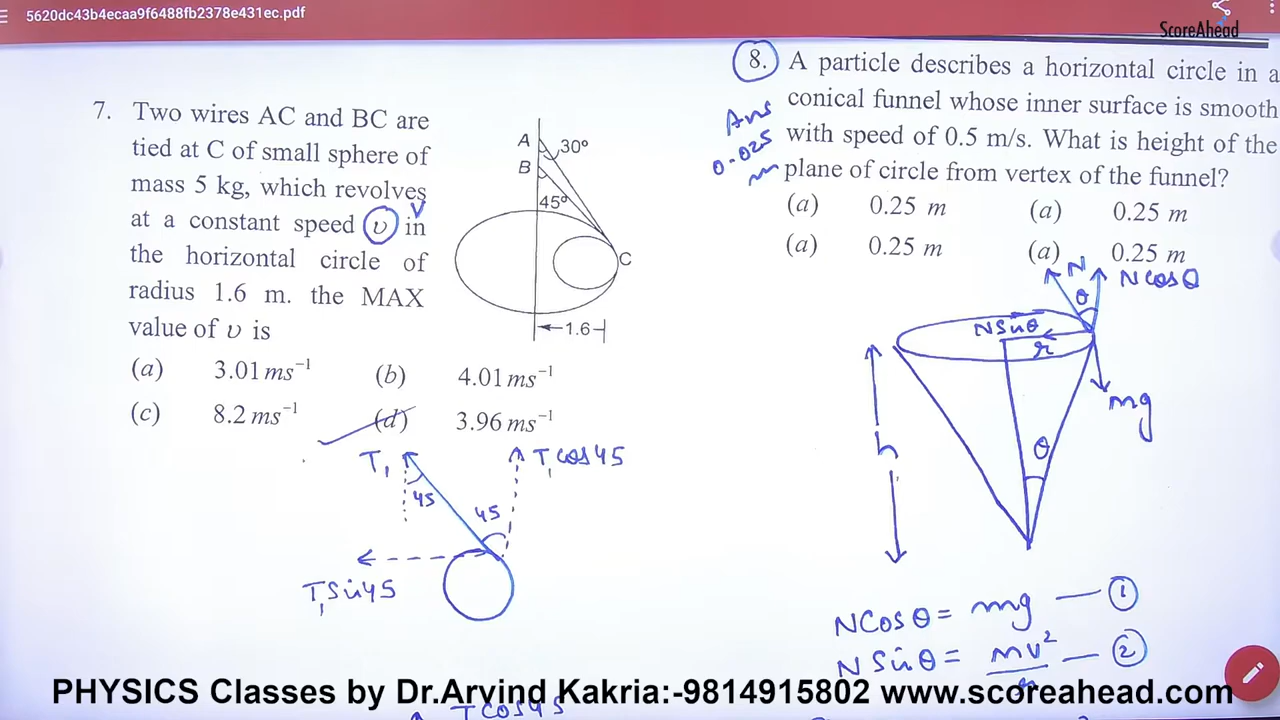 5620dc43b4ecaa9f6488fb2378e431ec.pdf
ScoreAhead
7. Two wires AC and BC are
tied at C of small sphere of
mass 5 kg, which revolves
at a constant speed υ in
v
the horizontal circle of
radius 1.6 m. the MAX
value of υ is
(a) 3.01 ms⁻¹ (b) 4.01 ms⁻¹
(c) 8.2 ms⁻¹ (d) 3.96 ms⁻¹
A
30°
B
45°
C
1.6
T₁
45
45
T₁cos45
T₁Sin45
T cos45
8. A particle describes a horizontal circle in a
conical funnel whose inner surface is smooth
with speed of 0.5 m/s. What is height of the
plane of circle from vertex of the funnel?
Ans
0.025
m
(a) 0.25 m (a) 0.25 m
(a) 0.25 m (a) 0.25 m
N
NCosθ
θ
NSinθ
r
mg
h
θ
NCosθ = mg — ①
NSinθ = mv²/r — ②
PHYSICS Classes by Dr.Arvind Kakria:-9814915802 www.scoreahead.com